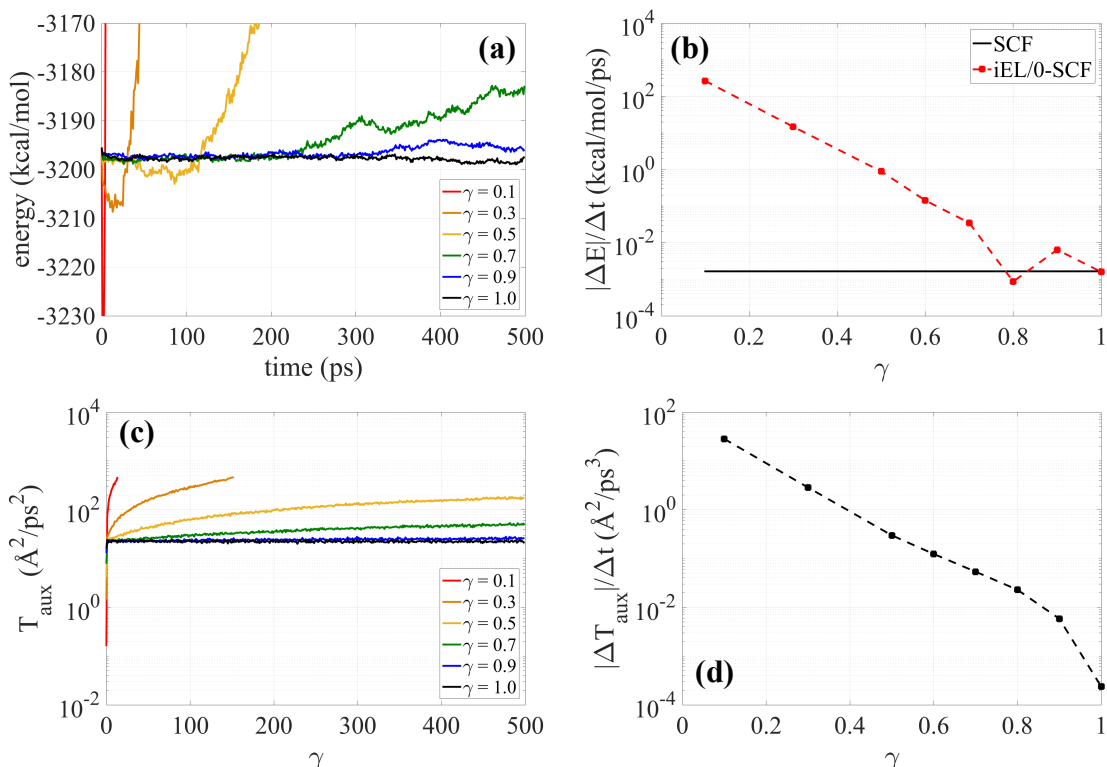 (a)
energy (kcal/mol)
-3170
-3180
-3190
-3200
-3210
-3220
-3230
0
100
200
300
400
500
time (ps)
γ = 0.1
γ = 0.3
γ = 0.5
γ = 0.7
γ = 0.9
γ = 1.0
(b)
|ΔE|/Δt (kcal/mol/ps)
10^4
10^2
10^0
10^-2
10^-4
0
0.2
0.4
0.6
0.8
1
γ
SCF
iEL/0-SCF
(c)
T_aux (Å^2/ps^2)
10^4
10^2
10^0
10^-2
0
100
200
300
400
500
γ
γ = 0.1
γ = 0.3
γ = 0.5
γ = 0.7
γ = 0.9
γ = 1.0
(d)
|ΔT_aux|/Δt (Å^2/ps^3)
10^2
10^0
10^-2
10^-4
0
0.2
0.4
0.6
0.8
1
γ